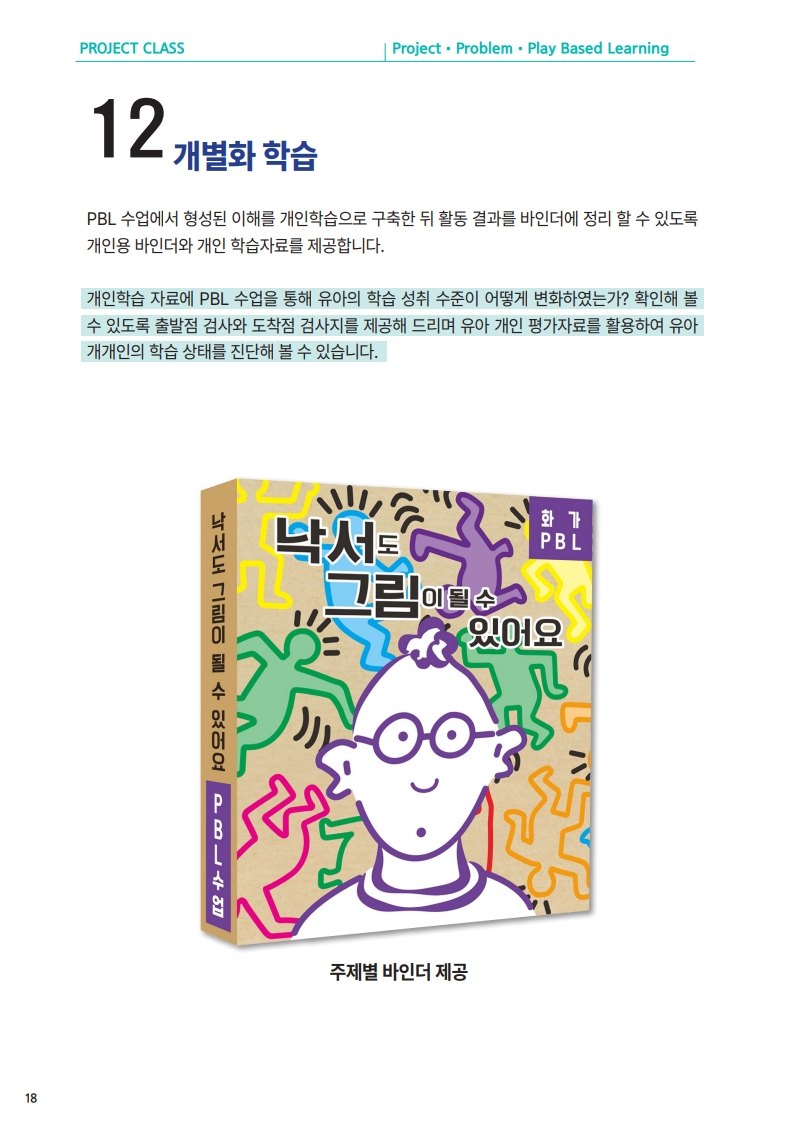 PROJECT CLASS
Project • Problem • Play Based Learning
12 개별화 학습
PBL 수업에서 형성된 이해를 개인학습으로 구축한 뒤 활동 결과를 바인더에 정리 할 수 있도록
개인용 바인더와 개인 학습자료를 제공합니다.
개인학습 자료에 PBL 수업을 통해 유아의 학습 성취 수준이 어떻게 변화하였는가? 확인해 볼
수 있도록 출발점 검사와 도착점 검사지를 제공해 드리며 유아 개인 평가자료를 활용하여 유아
개개인의 학습 상태를 진단해 볼 수 있습니다.
화 가
PBL
낙서도
그림이 될 수
있어요
낙서도 그림이 될 수 있어요
PBL수업
주제별 바인더 제공
18